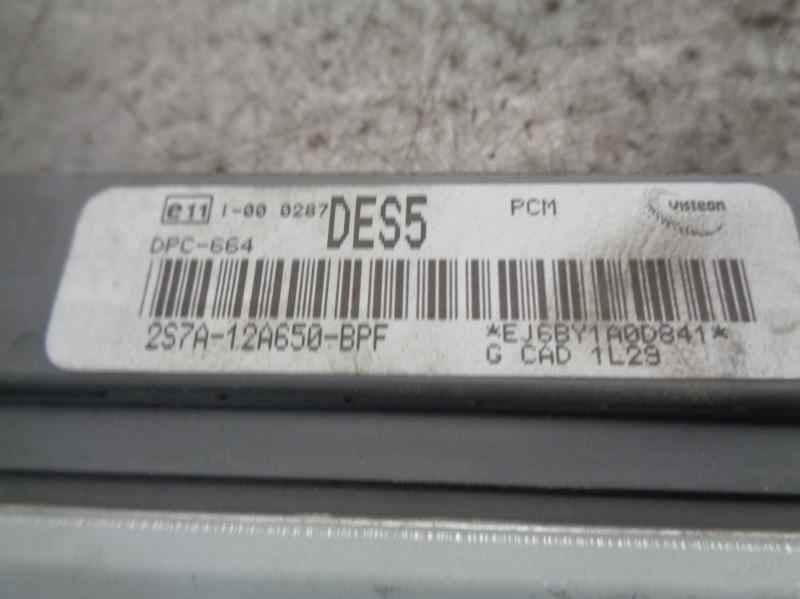 e11 I-00 0287 DES5 PCM Visteon
DPC-664
2S7A-12A650-BPF *EJ6BY1A0D841*
G CAD 1L29